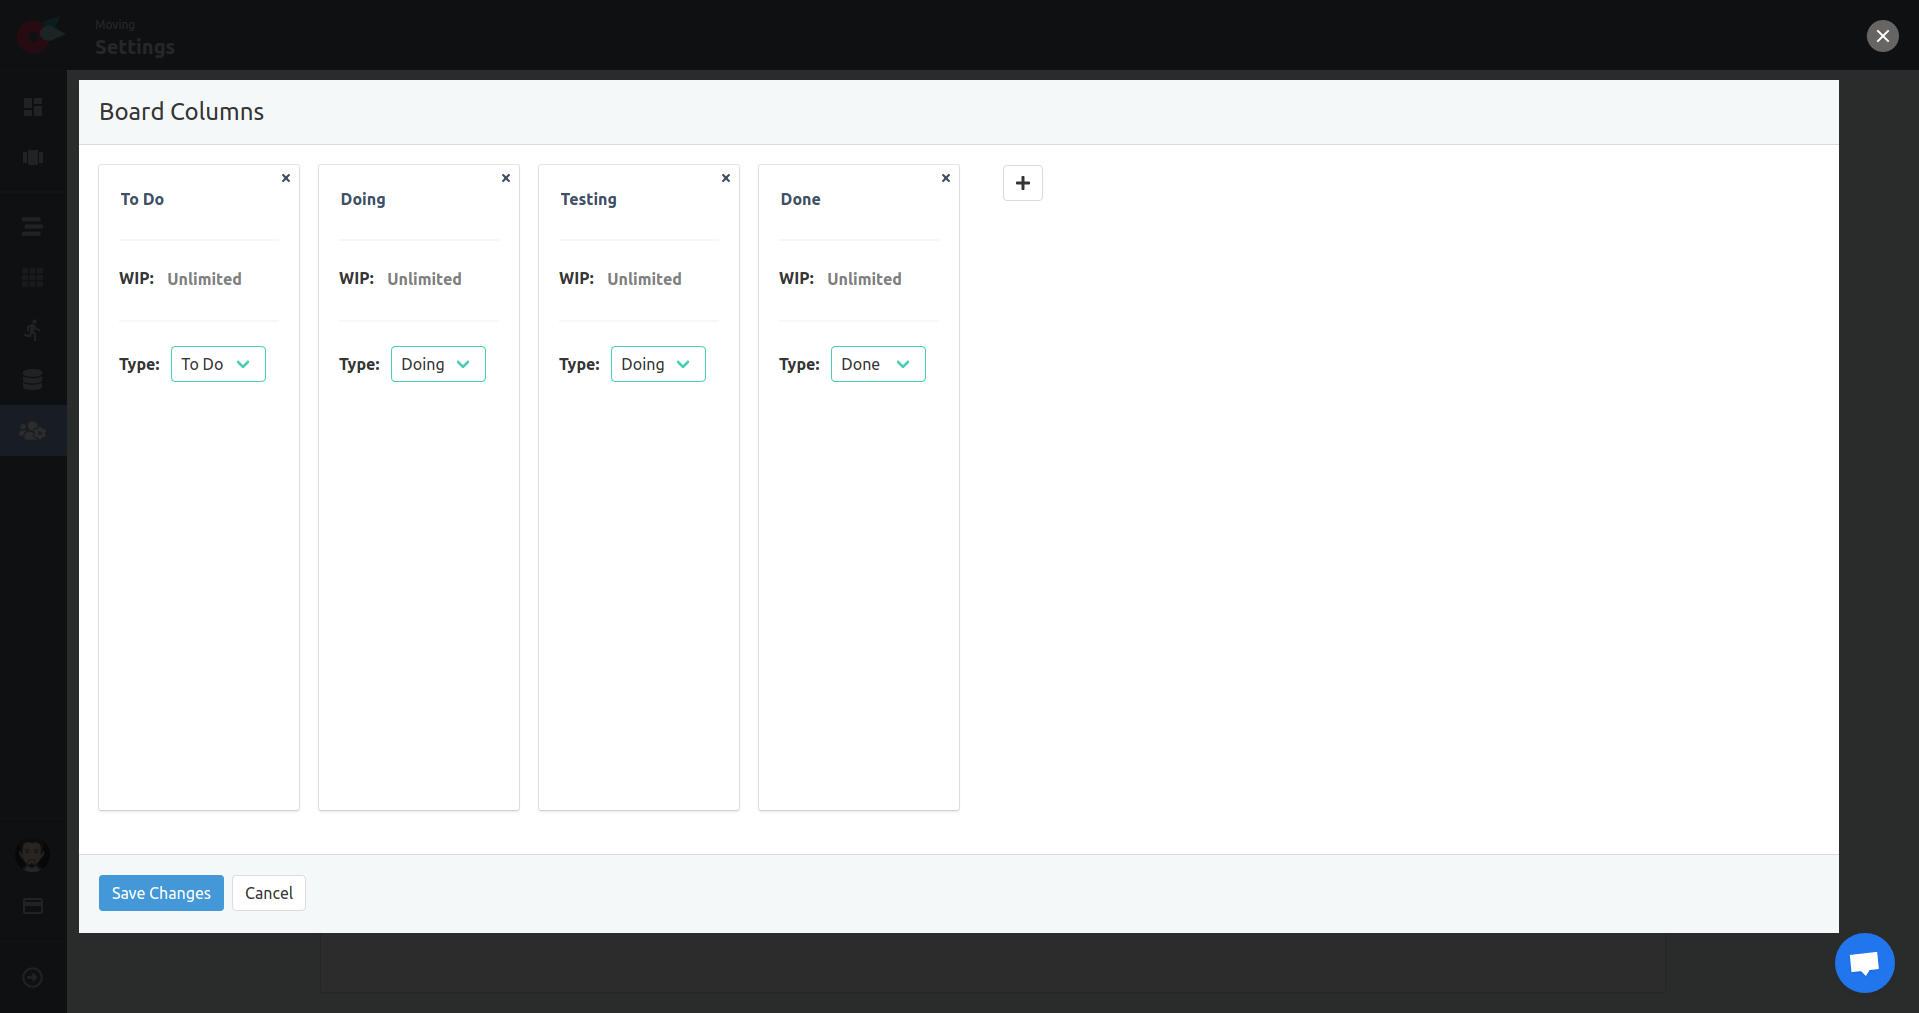 Moving
Settings
Board Columns
To Do
Doing
Testing
Done
WIP: Unlimited
WIP: Unlimited
WIP: Unlimited
WIP: Unlimited
Type: To Do
Type: Doing
Type: Doing
Type: Done
Save Changes
Cancel